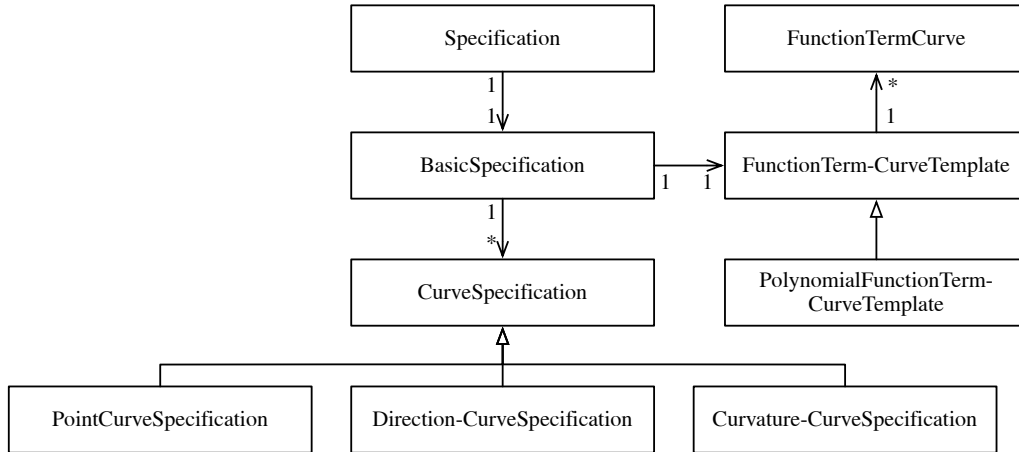 Specification
FunctionTermCurve
1
*
1
1
BasicSpecification
FunctionTerm-CurveTemplate
1
1
1
*
CurveSpecification
PolynomialFunctionTerm-
CurveTemplate
PointCurveSpecification
Direction-CurveSpecification
Curvature-CurveSpecification